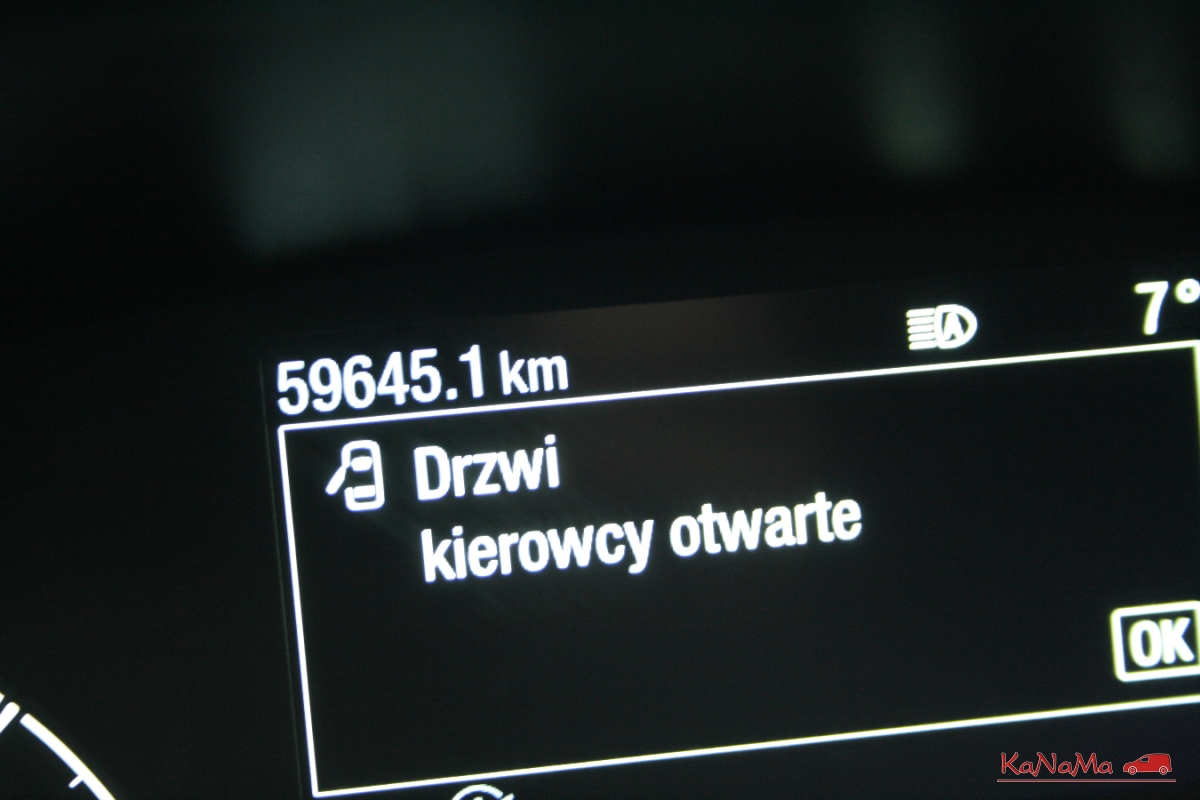 59645.1 km
7°
Drzwi
kierowcy otwarte
OK
KaNaMa